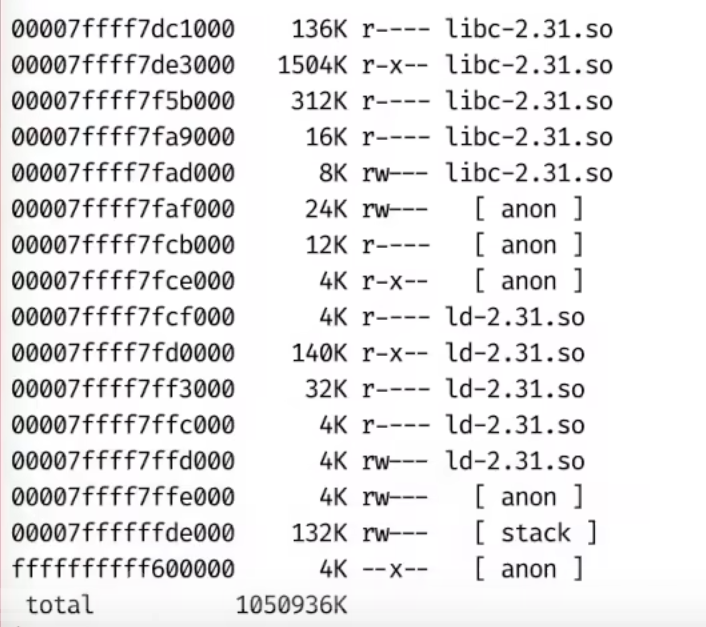 00007ffff7dc1000 136K r---- libc-2.31.so
00007ffff7de3000 1504K r-x-- libc-2.31.so
00007ffff7f5b000 312K r---- libc-2.31.so
00007ffff7fa9000 16K r---- libc-2.31.so
00007ffff7fad000 8K rw--- libc-2.31.so
00007ffff7faf000 24K rw--- [ anon ]
00007ffff7fcb000 12K r---- [ anon ]
00007ffff7fce000 4K r-x-- [ anon ]
00007ffff7fcf000 4K r---- ld-2.31.so
00007ffff7fd0000 140K r-x-- ld-2.31.so
00007ffff7ff3000 32K r---- ld-2.31.so
00007ffff7ffc000 4K r---- ld-2.31.so
00007ffff7ffd000 4K rw--- ld-2.31.so
00007ffff7ffe000 4K rw--- [ anon ]
00007ffffffde000 132K rw--- [ stack ]
ffffffffff600000 4K --x-- [ anon ]
total 1050936K